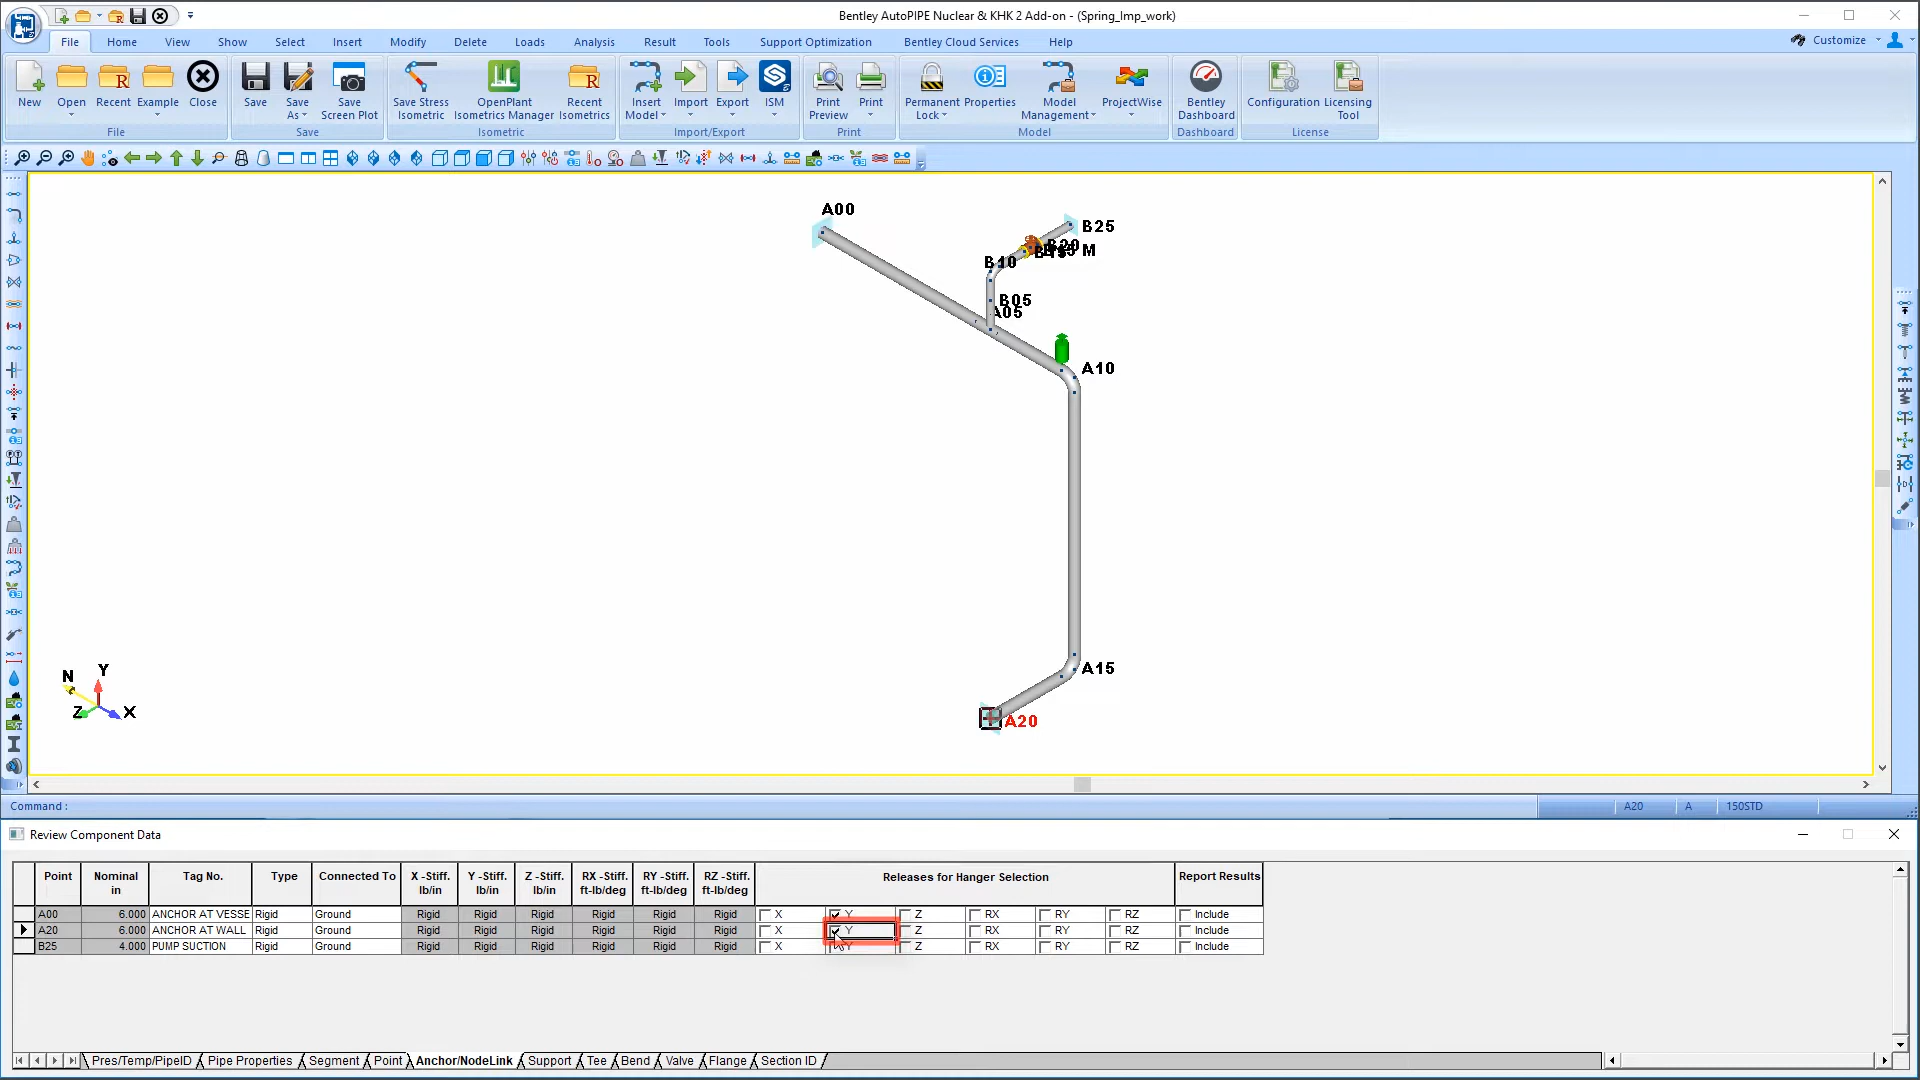 Bentley AutoPIPE Nuclear & KHK 2 Add-on - (Spring_Imp_work)
File Home View Show Select Insert Modify Delete Loads Analysis Result Tools Support Optimization Bentley Cloud Services Help Customize
New Open Recent Example Close Save Save As Save Screen Plot Save Stress Isometric OpenPlant Isometrics Manager Recent Isometrics Insert Model Import Export ISM Print Preview Print Permanent Lock Properties Model Management ProjectWise Bentley Dashboard Configuration Licensing Tool
File Save Isometric Import/Export Print Model Dashboard License
A00
B25
B20
M
B10
B05
A05
A10
A15
A20
N Y
Z X
Command :
A20 A 150STD
Review Component Data
Point Nominal in Tag No. Type Connected To X -Stiff. lb/in Y -Stiff. lb/in Z -Stiff. lb/in RX -Stiff. ft-lb/deg RY -Stiff. ft-lb/deg RZ -Stiff. ft-lb/deg Releases for Hanger Selection Report Results
A00 6.000 ANCHOR AT VESSE Rigid Ground Rigid Rigid Rigid Rigid Rigid Rigid X Y Z RX RY RZ Include
A20 6.000 ANCHOR AT WALL Rigid Ground Rigid Rigid Rigid Rigid Rigid Rigid X Y Z RX RY RZ Include
B25 4.000 PUMP SUCTION Rigid Ground Rigid Rigid Rigid Rigid Rigid Rigid X Y Z RX RY RZ Include
Pres/Temp/PipeID Pipe Properties Segment Point Anchor/NodeLink Support Tee Bend Valve Flange Section ID